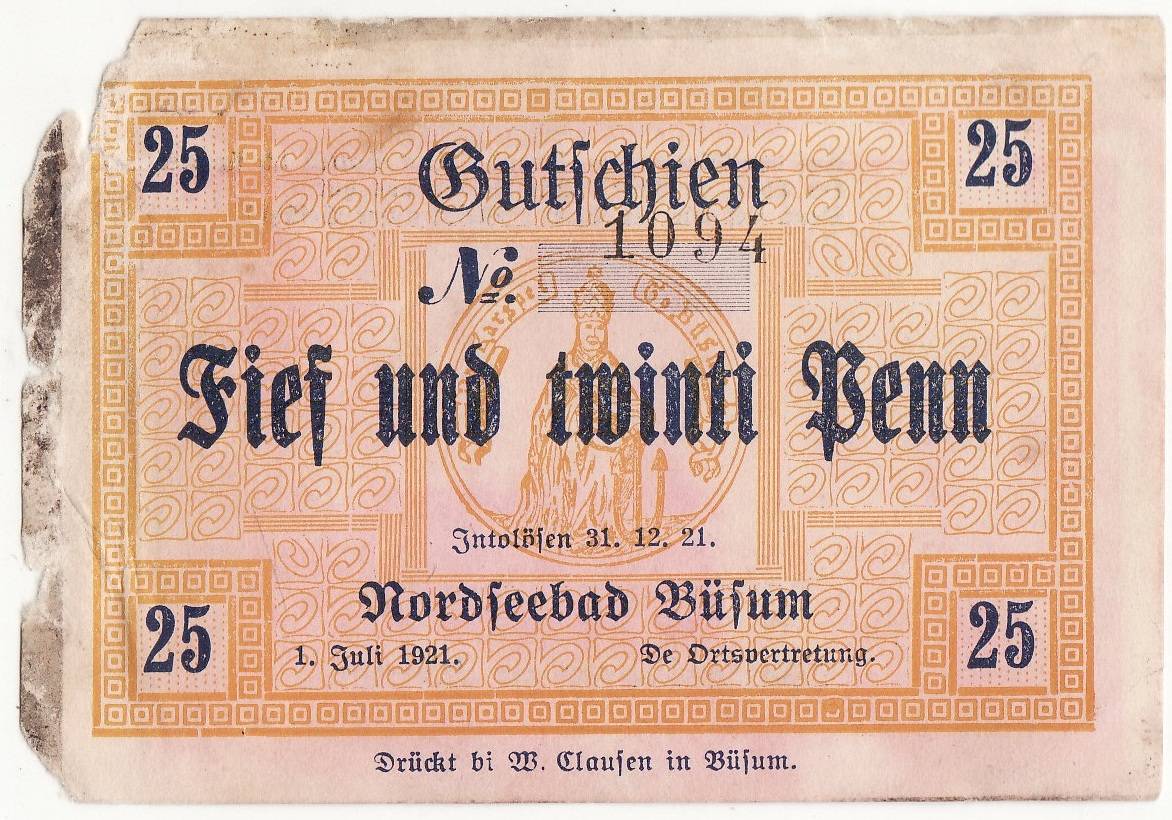 25 25
Gutschien
No. 1094
Fief und twinti Penn
Intolösen 31. 12. 21.
Nordseebad Büsum
25 1. Juli 1921. De Ortsvertretung. 25
Drückt bi W. Clausen in Büsum.